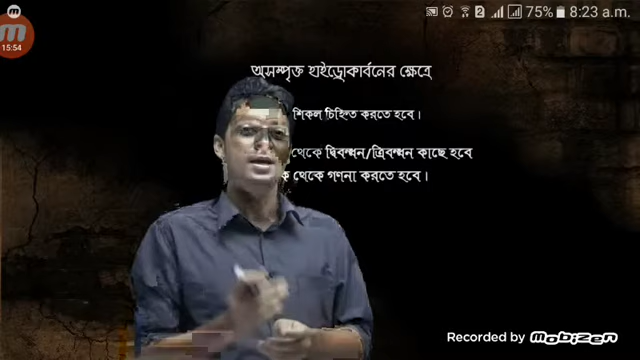 75% 8:23 a.m.
15:54
অসম্পৃক্ত হাইড্রোকার্বনের ক্ষেত্রে
শিকল চিহ্নিত করতে হবে।
থেকে দ্বিবন্ধন/ত্রিবন্ধন কাছে হবে
থেকে গণনা করতে হবে।
Recorded by mobizen